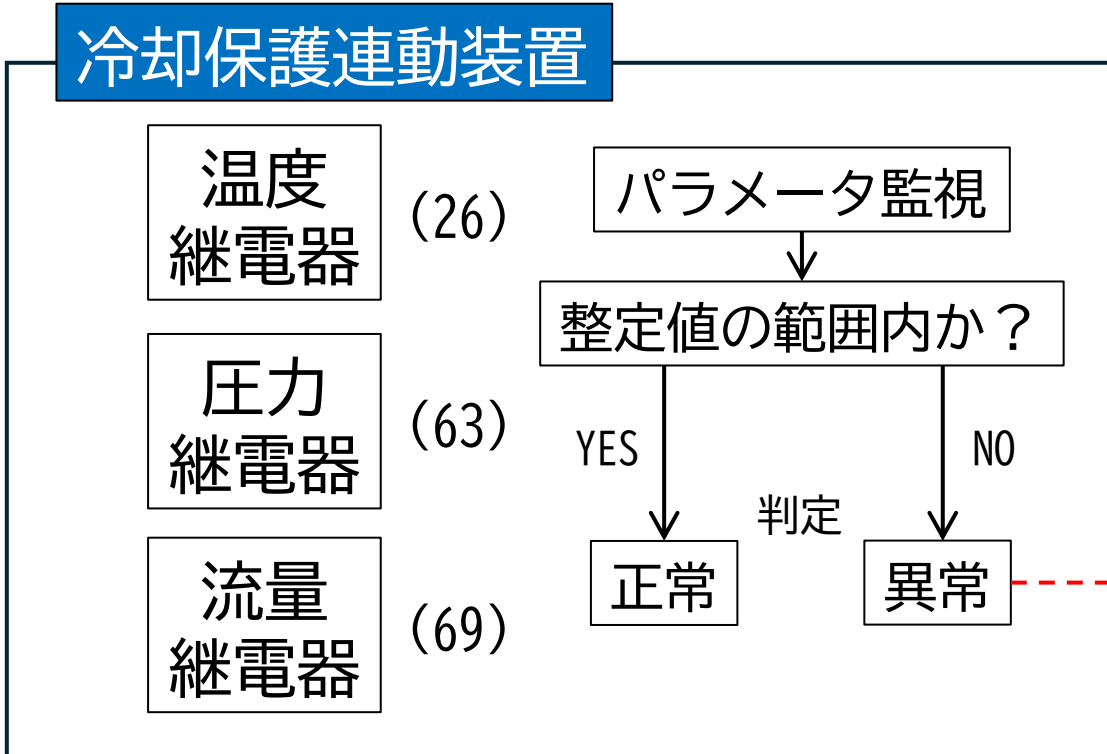 冷却保護連動装置
温度
継電器
(26)
圧力
継電器
(63)
流量
継電器
(69)
パラメータ監視
整定値の範囲内か？
YES
NO
判定
正常
異常